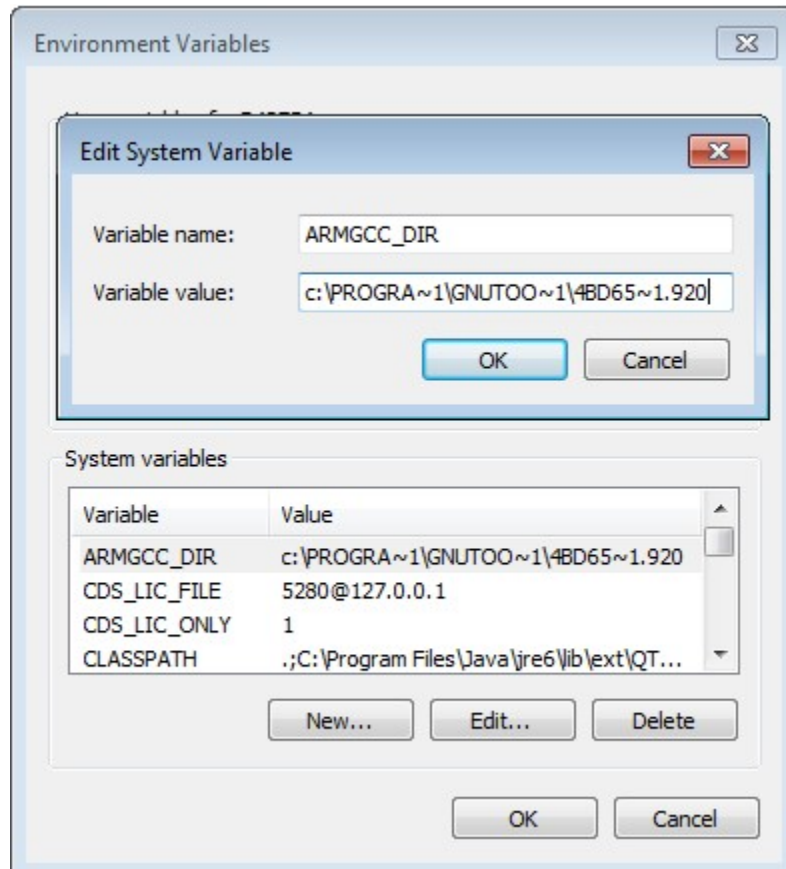 Environment Variables
Edit System Variable
Variable name:
ARMGCC_DIR
Variable value:
c:\PROGRA~1\GNUTOO~1\4BD65~1.920
OK
Cancel
System variables
Variable Value
ARMGCC_DIR c:\PROGRA~1\GNUTOO~1\4BD65~1.920
CDS_LIC_FILE 5280@127.0.0.1
CDS_LIC_ONLY 1
CLASSPATH .;C:\Program Files\Java\jre6\lib\ext\QT...
New... Edit... Delete
OK Cancel